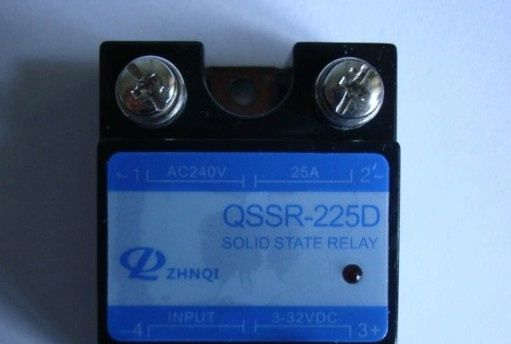 ~1 AC240V 25A 2~
QSSR-225D
SOLID STATE RELAY
ZHNQI
-4 INPUT 3-32VDC 3+